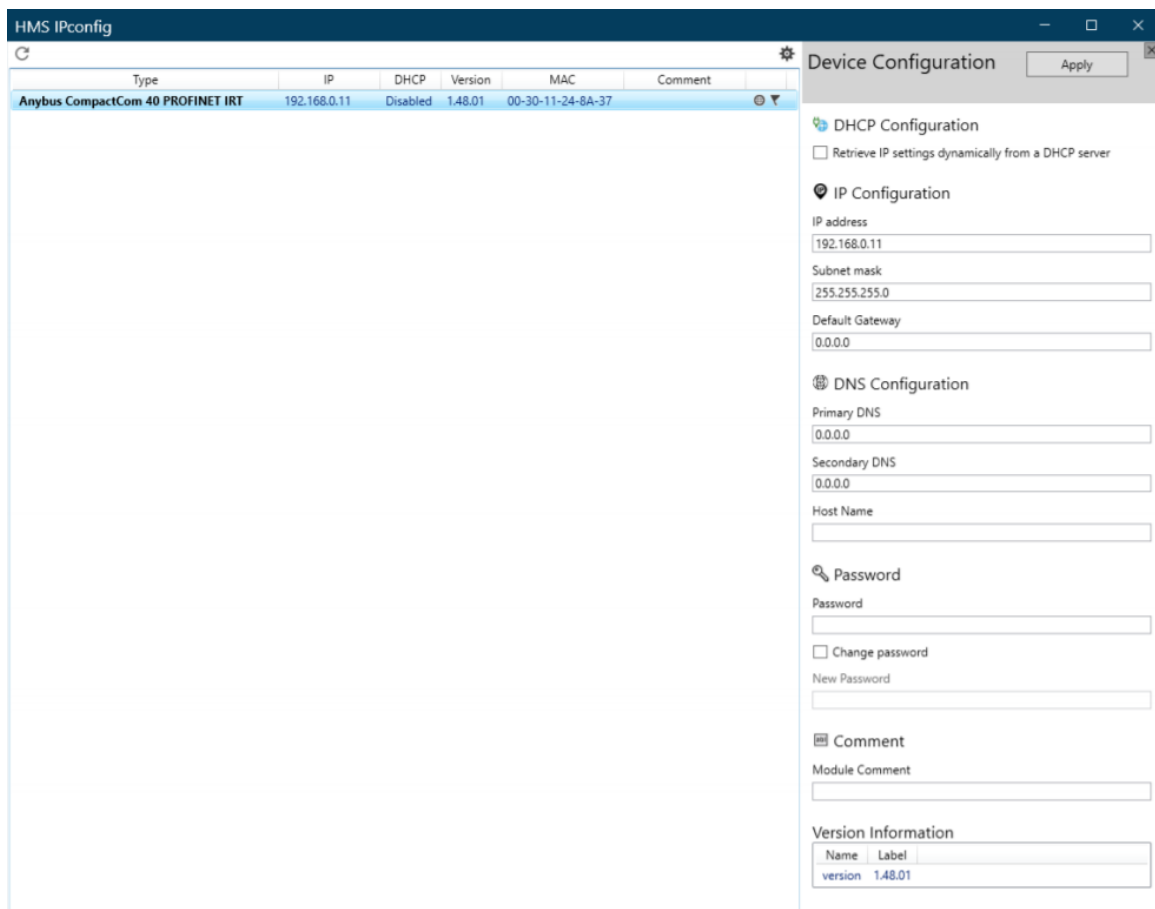 HMS IPconfig
Type IP DHCP Version MAC Comment
Anybus CompactCom 40 PROFINET IRT 192.168.0.11 Disabled 1.48.01 00-30-11-24-8A-37
Device Configuration Apply
DHCP Configuration
Retrieve IP settings dynamically from a DHCP server
IP Configuration
IP address
192.168.0.11
Subnet mask
255.255.255.0
Default Gateway
0.0.0.0
DNS Configuration
Primary DNS
0.0.0.0
Secondary DNS
0.0.0.0
Host Name
Password
Password
Change password
New Password
Comment
Module Comment
Version Information
Name Label
version 1.48.01